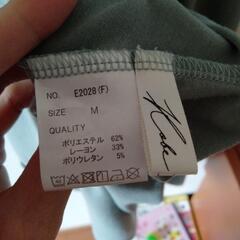 NO. E2028(F)
SIZE M
QUALITY
ポリエステル 62%
レーヨン 33%
ポリウレタン 5%